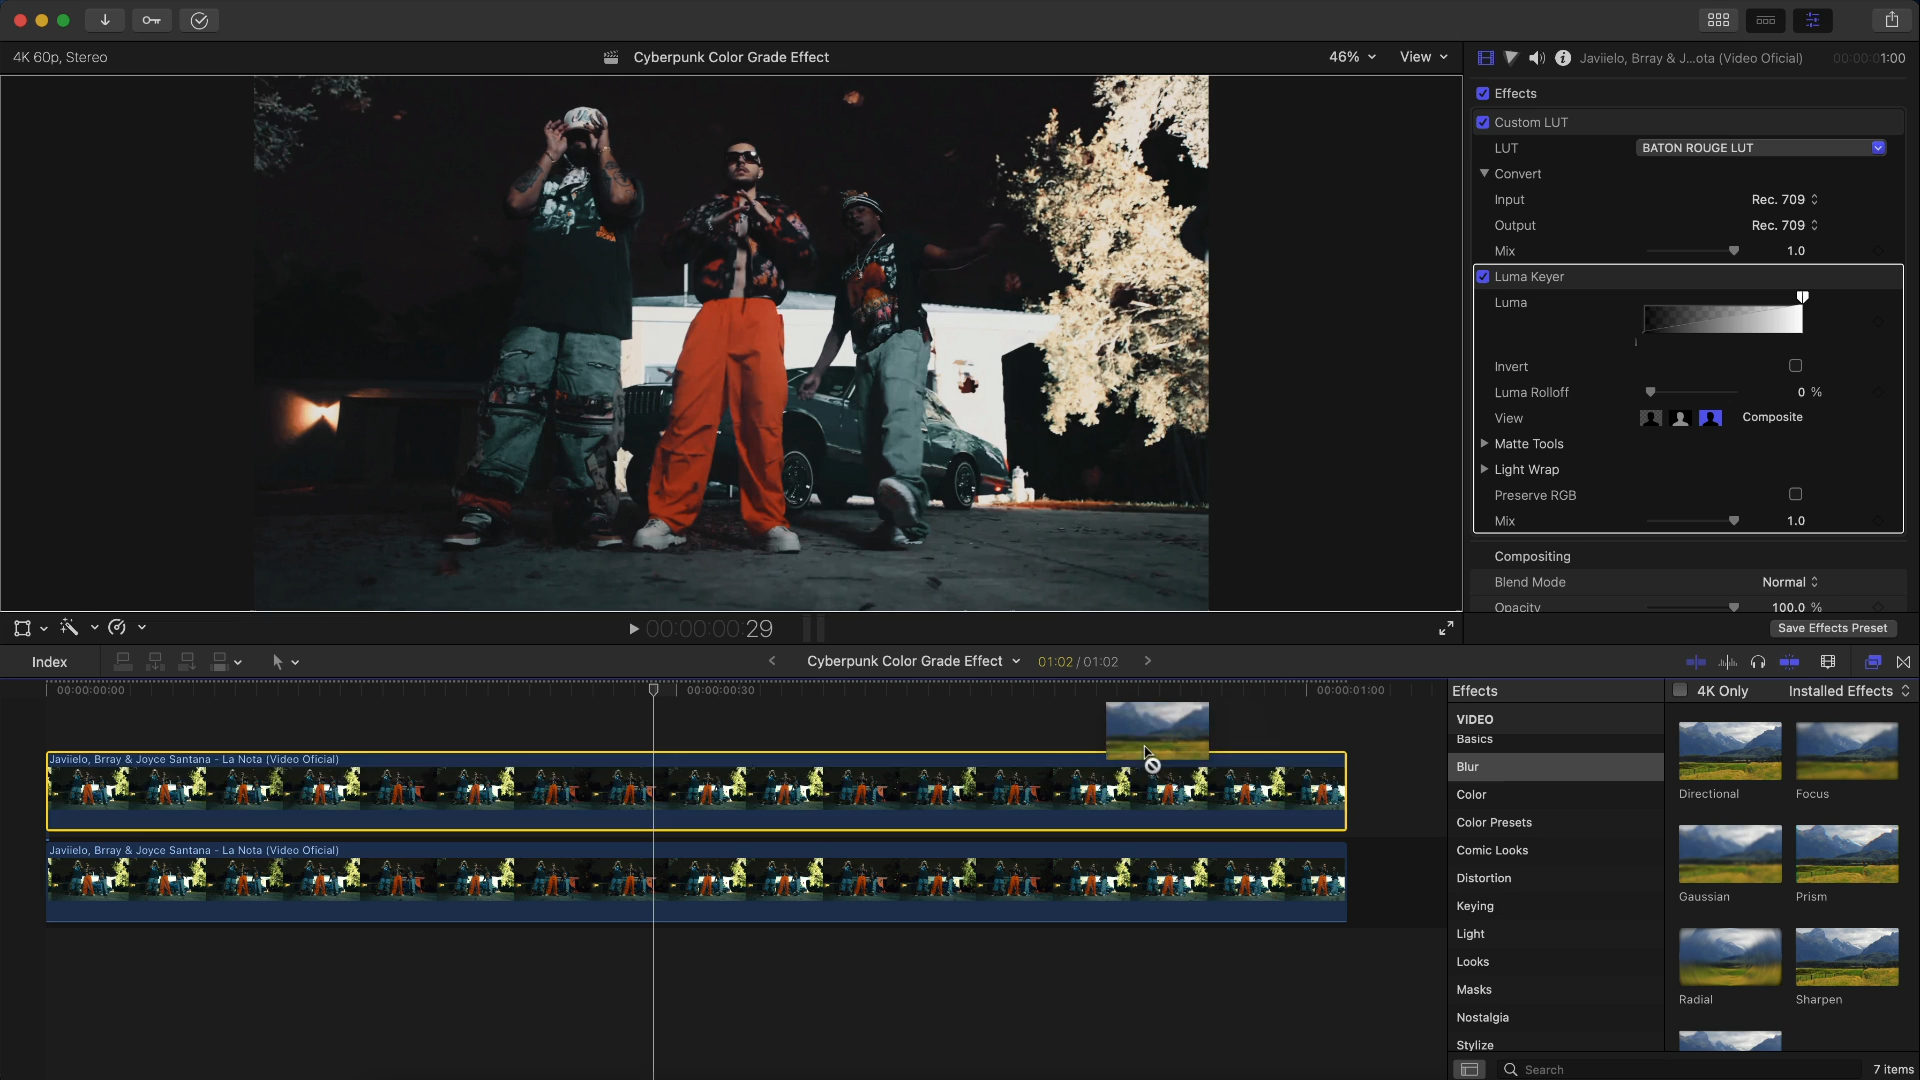 4K 60p, Stereo
Cyberpunk Color Grade Effect
46%
View
Javiielo, Brray & J...ota (Video Oficial)
00:00:01:00
Effects
Custom LUT
LUT
BATON ROUGE LUT
Convert
Input
Rec. 709
Output
Rec. 709
Mix
1.0
Luma Keyer
Luma
Invert
Luma Rolloff
0 %
View
Composite
Matte Tools
Light Wrap
Preserve RGB
Mix
1.0
Compositing
Blend Mode
Normal
Opacity
100.0 %
Save Effects Preset
00:00:00:29
Index
Cyberpunk Color Grade Effect
01:02 / 01:02
00:00:00:00
00:00:00:30
00:00:01:00
Javiielo, Brray & Joyce Santana - La Nota (Video Oficial)
Javiielo, Brray & Joyce Santana - La Nota (Video Oficial)
Effects
4K Only
Installed Effects
VIDEO
Basics
Blur
Color
Color Presets
Comic Looks
Distortion
Keying
Light
Looks
Masks
Nostalgia
Stylize
Directional
Focus
Gaussian
Prism
Radial
Sharpen
Search
7 items